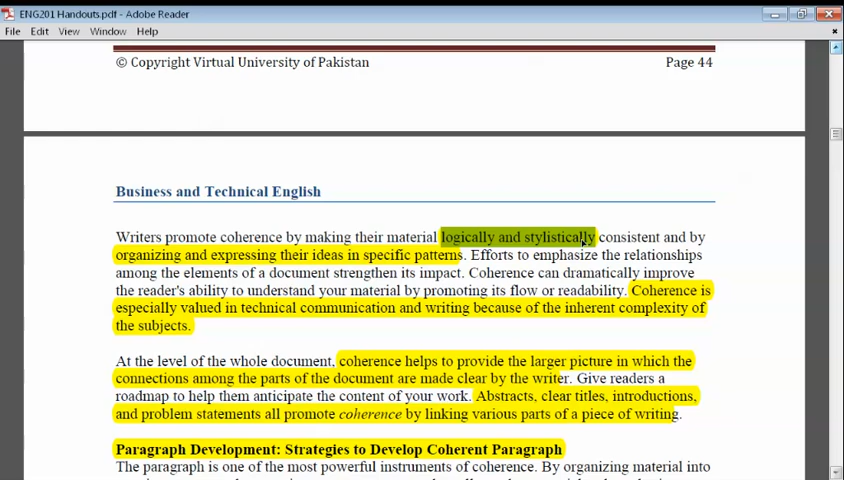 ENG201 Handouts.pdf - Adobe Reader
File Edit View Window Help
© Copyright Virtual University of Pakistan Page 44
Business and Technical English
Writers promote coherence by making their material logically and stylistically consistent and by
organizing and expressing their ideas in specific patterns. Efforts to emphasize the relationships
among the elements of a document strengthen its impact. Coherence can dramatically improve
the reader's ability to understand your material by promoting its flow or readability. Coherence is
especially valued in technical communication and writing because of the inherent complexity of
the subjects.
At the level of the whole document, coherence helps to provide the larger picture in which the
connections among the parts of the document are made clear by the writer. Give readers a
roadmap to help them anticipate the content of your work. Abstracts, clear titles, introductions,
and problem statements all promote coherence by linking various parts of a piece of writing.
Paragraph Development: Strategies to Develop Coherent Paragraph
The paragraph is one of the most powerful instruments of coherence. By organizing material into